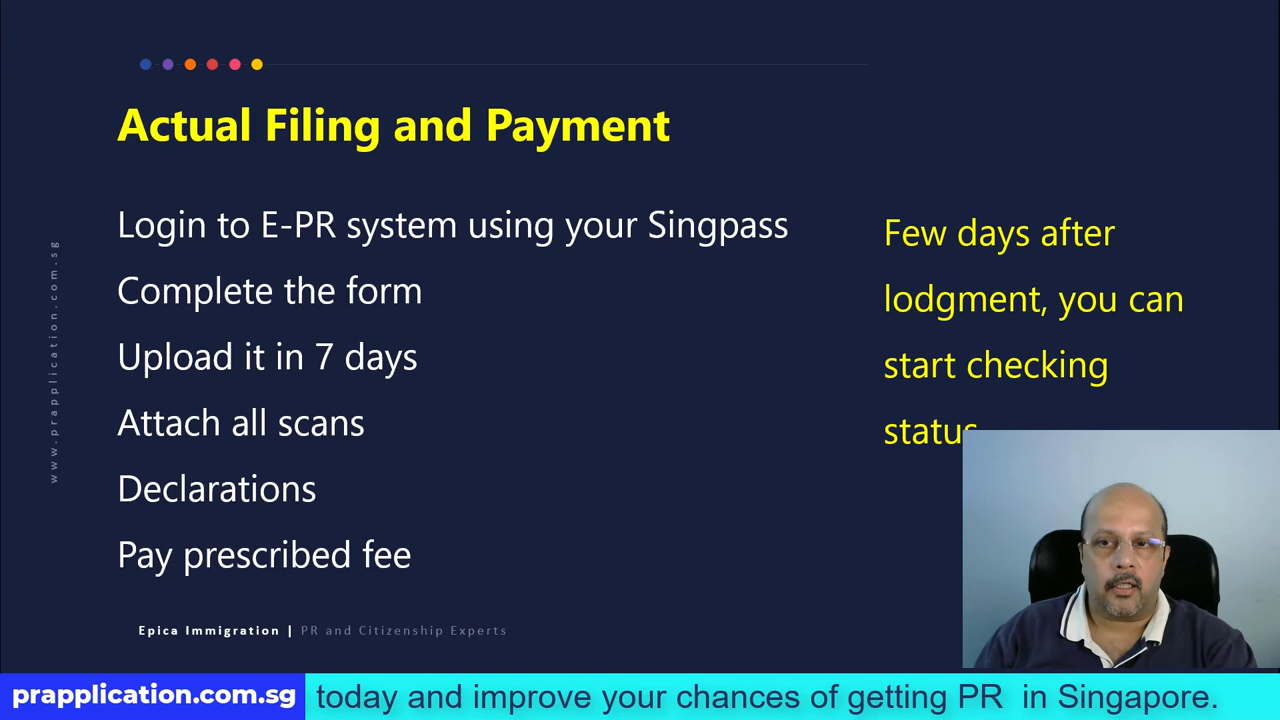 Actual Filing and Payment
Login to E-PR system using your Singpass
Complete the form
Upload it in 7 days
Attach all scans
Declarations
Pay prescribed fee
Few days after
lodgment, you can
start checking
status
www.prapplication.com.sg
Epica Immigration | PR and Citizenship Experts
prapplication.com.sg
today and improve your chances of getting PR in Singapore.